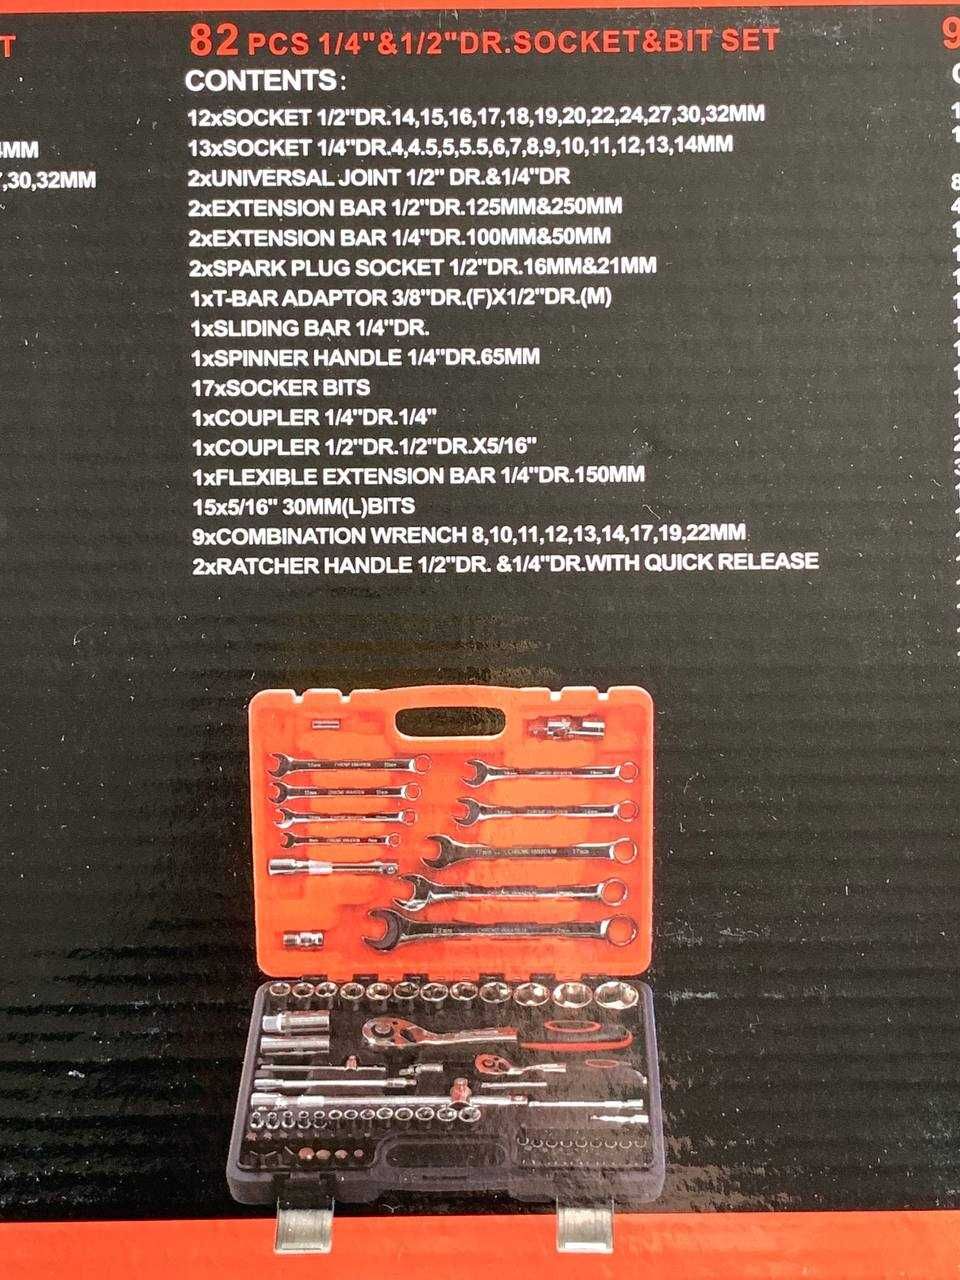 T
82 PCS 1/4"&1/2"DR.SOCKET&BIT SET
9
CONTENTS:
12xSOCKET 1/2"DR.14,15,16,17,18,19,20,22,24,27,30,32MM
4MM
13xSOCKET 1/4"DR.4,4.5,5,5.5,6,7,8,9,10,11,12,13,14MM
,30,32MM
2xUNIVERSAL JOINT 1/2" DR.&1/4"DR
2xEXTENSION BAR 1/2"DR.125MM&250MM
2xEXTENSION BAR 1/4"DR.100MM&50MM
2xSPARK PLUG SOCKET 1/2"DR.16MM&21MM
1xT-BAR ADAPTOR 3/8"DR.(F)X1/2"DR.(M)
1xSLIDING BAR 1/4"DR.
1xSPINNER HANDLE 1/4"DR.65MM
17xSOCKER BITS
1xCOUPLER 1/4"DR.1/4"
1xCOUPLER 1/2"DR.1/2"DR.X5/16"
1xFLEXIBLE EXTENSION BAR 1/4"DR.150MM
15x5/16" 30MM(L)BITS
9xCOMBINATION WRENCH 8,10,11,12,13,14,17,19,22MM
2xRATCHER HANDLE 1/2"DR. &1/4"DR.WITH QUICK RELEASE